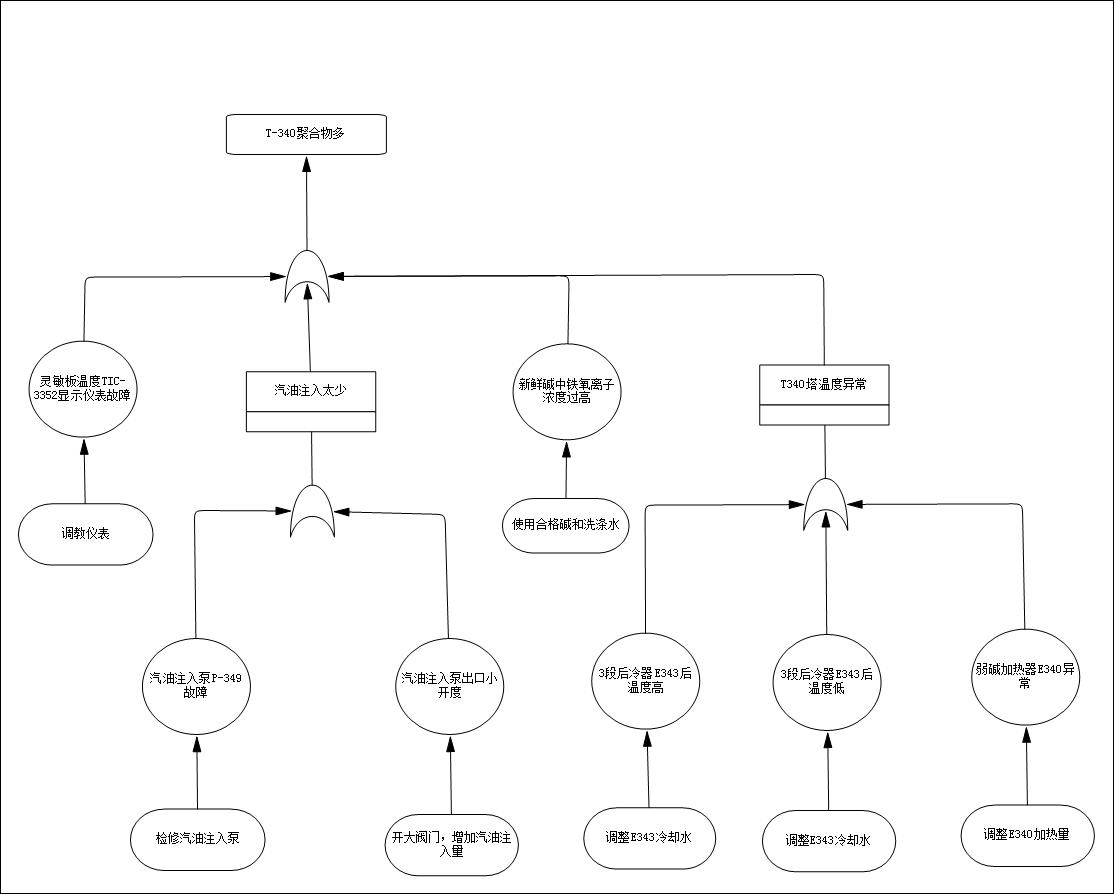 T-340聚合物多
灵敏板温度TIC-
3352显示仪表故障
汽油注入太少
新鲜碱中铁氧离子
浓度过高
T340塔温度异常
调教仪表
使用合格碱和洗涤水
汽油注入泵P-349
故障
汽油注入泵出口小
开度
3段后冷器E343后
温度高
3段后冷器E343后
温度低
弱碱加热器E340异
常
检修汽油注入泵
开大阀门，增加汽油注
入量
调整E343冷却水
调整E343冷却水
调整E340加热量